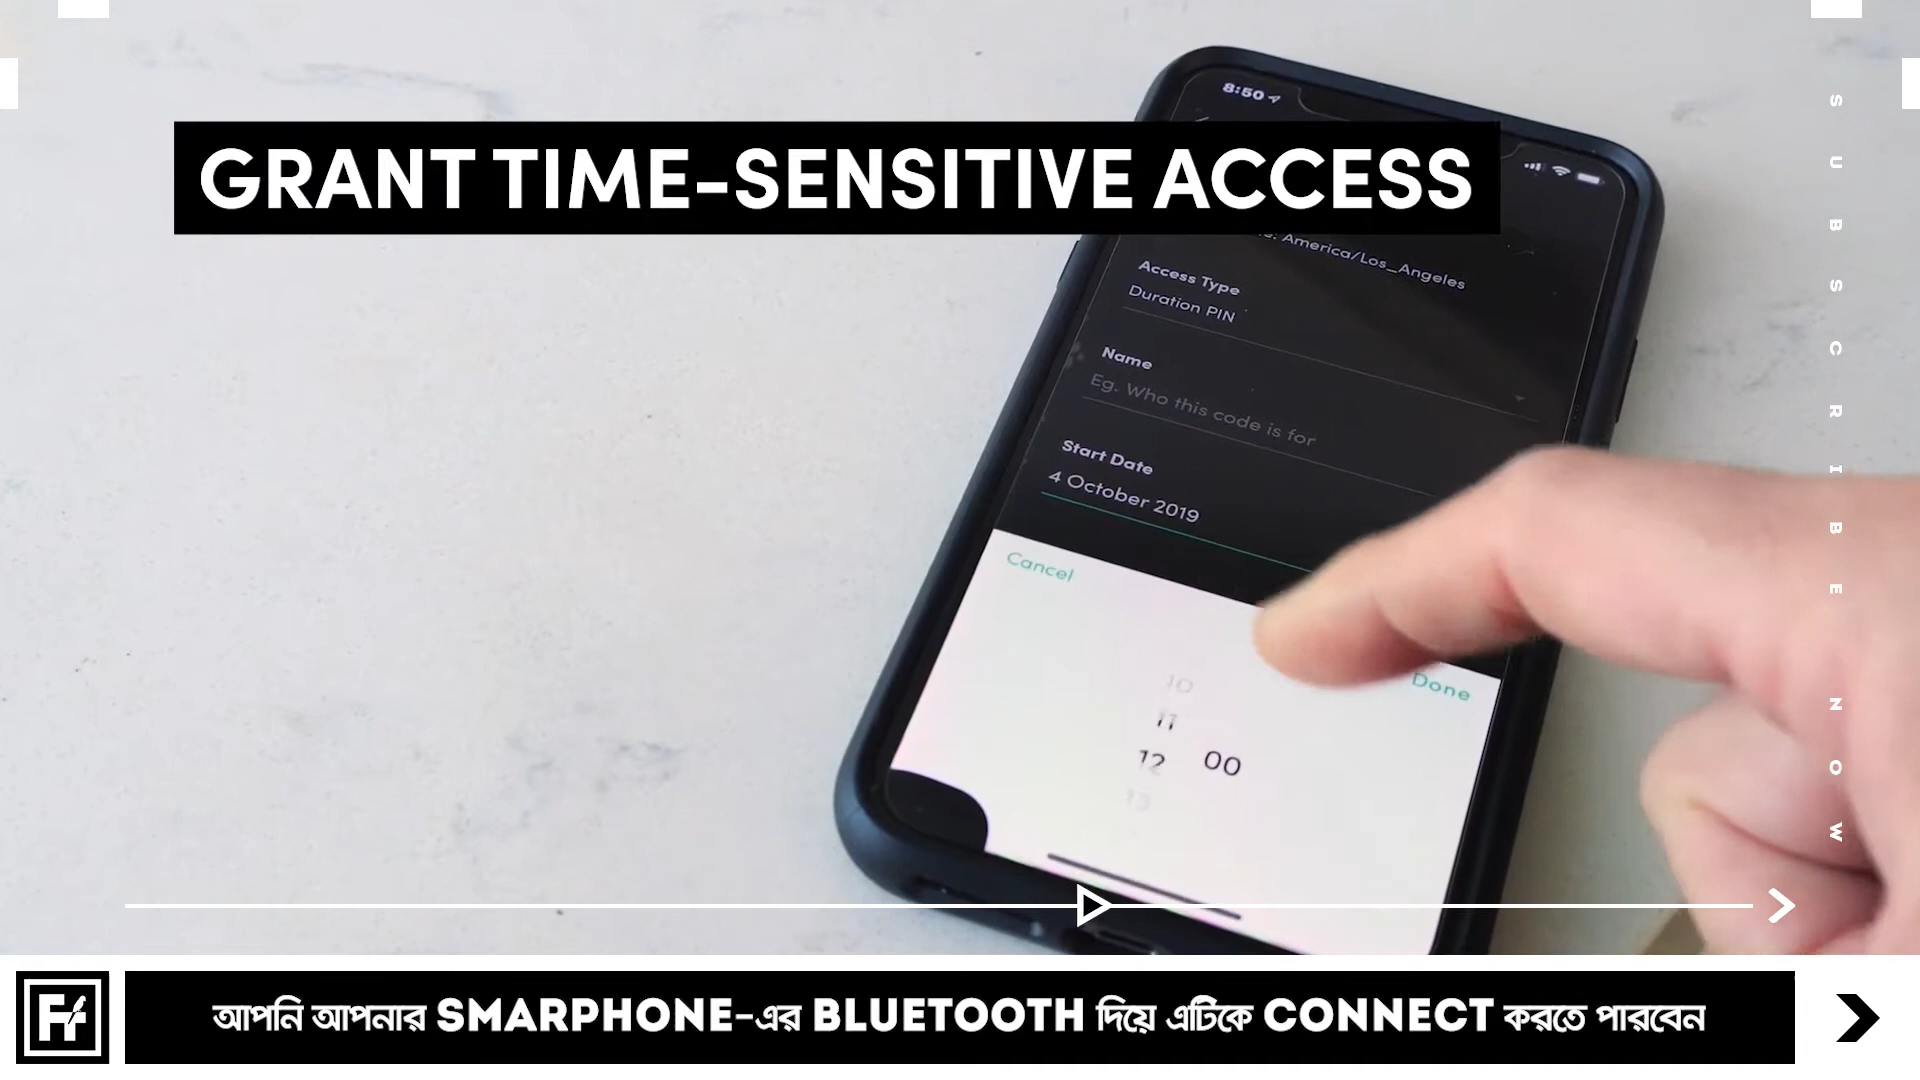 8:50
GRANT TIME-SENSITIVE ACCESS
America/Los_Angeles
Access Type
Duration PIN
Name
Eg. Who this code is for
Start Date
4 October 2019
Cancel
Done
10
11
12 00
13
SUBSCRIBE NOW
আপনি আপনার SMARPHONE-এর BLUETOOTH দিয়ে এটিকে CONNECT করতে পারবেন